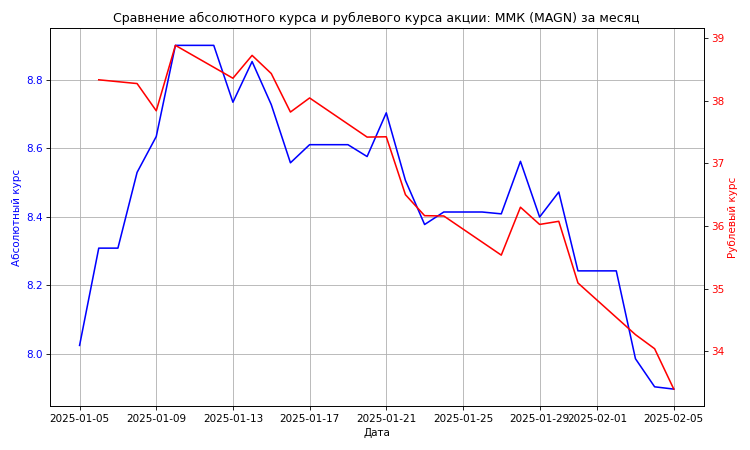 Сравнение абсолютного курса и рублевого курса акции: ММК (MAGN) за месяц
Абсолютный курс
8.8
8.6
8.4
8.2
8.0
39
38
37
36
35
34
Рублевый курс
2025-01-05 2025-01-09 2025-01-13 2025-01-17 2025-01-21 2025-01-25 2025-01-29 2025-02-01 2025-02-05
Дата